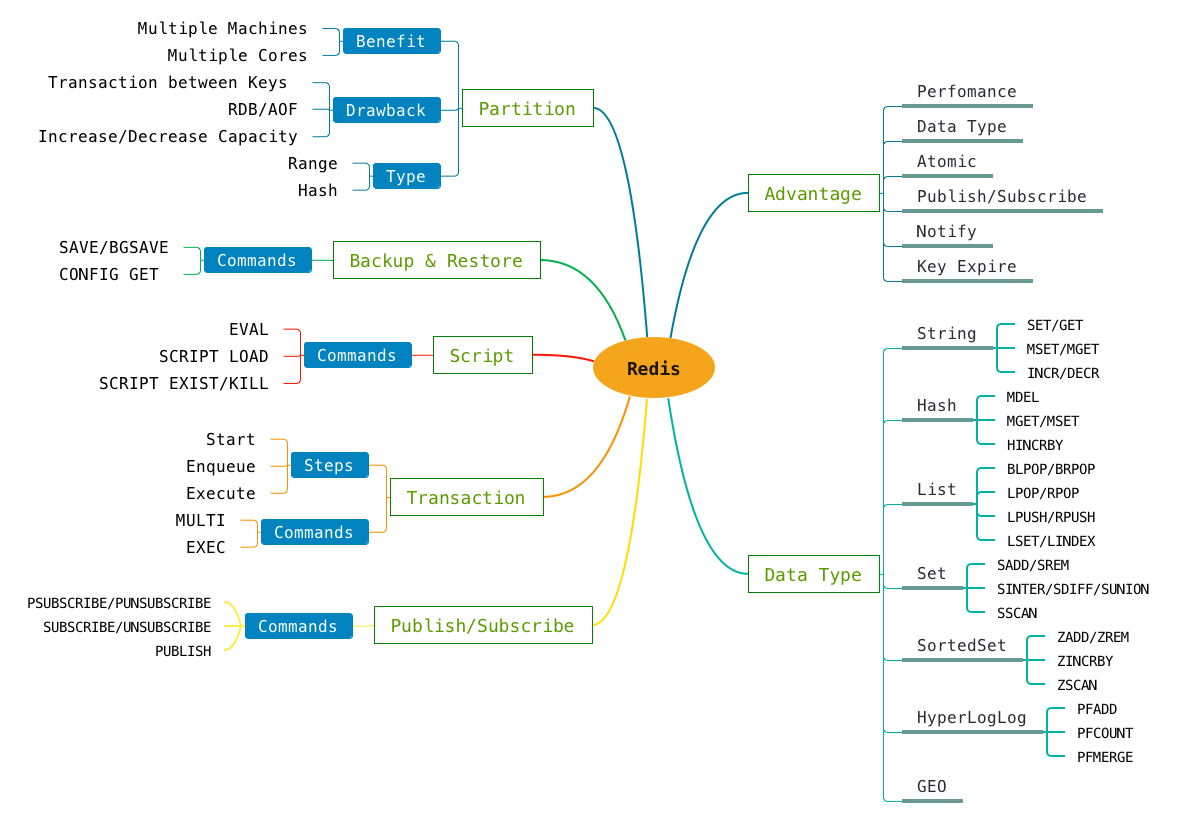 Redis
Partition
Benefit
Multiple Machines
Multiple Cores
Drawback
Transaction between Keys
RDB/AOF
Increase/Decrease Capacity
Type
Range
Hash
Backup & Restore
Commands
SAVE/BGSAVE
CONFIG GET
Script
Commands
EVAL
SCRIPT LOAD
SCRIPT EXIST/KILL
Transaction
Steps
Start
Enqueue
Execute
Commands
MULTI
EXEC
Publish/Subscribe
Commands
PSUBSCRIBE/PUNSUBSCRIBE
SUBSCRIBE/UNSUBSCRIBE
PUBLISH
Advantage
Perfomance
Data Type
Atomic
Publish/Subscribe
Notify
Key Expire
Data Type
String
SET/GET
MSET/MGET
INCR/DECR
Hash
MDEL
MGET/MSET
HINCRBY
List
BLPOP/BRPOP
LPOP/RPOP
LPUSH/RPUSH
LSET/LINDEX
Set
SADD/SREM
SINTER/SDIFF/SUNION
SSCAN
SortedSet
ZADD/ZREM
ZINCRBY
ZSCAN
HyperLogLog
PFADD
PFCOUNT
PFMERGE
GEO